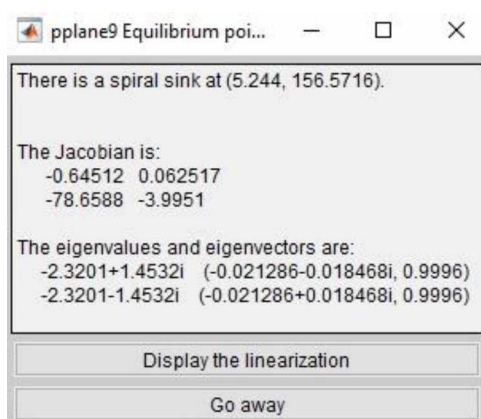 pplane9 Equilibrium poi...
There is a spiral sink at (5.244, 156.5716).
The Jacobian is:
-0.64512 0.062517
-78.6588 -3.9951
The eigenvalues and eigenvectors are:
-2.3201+1.4532i (-0.021286-0.018468i, 0.9996)
-2.3201-1.4532i (-0.021286+0.018468i, 0.9996)
Display the linearization
Go away